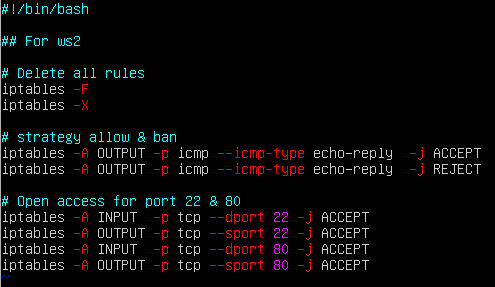 #!/bin/bash
## For ws2
# Delete all rules
iptables -F
iptables -X
# strategy allow & ban
iptables -A OUTPUT -p icmp --icmp-type echo-reply  -j ACCEPT
iptables -A OUTPUT -p icmp --icmp-type echo-reply  -j REJECT
# Open access for port 22 & 80
iptables -A INPUT  -p tcp --dport 22 -j ACCEPT
iptables -A OUTPUT -p tcp --sport 22 -j ACCEPT
iptables -A INPUT  -p tcp --dport 80 -j ACCEPT
iptables -A OUTPUT -p tcp --sport 80 -j ACCEPT
~